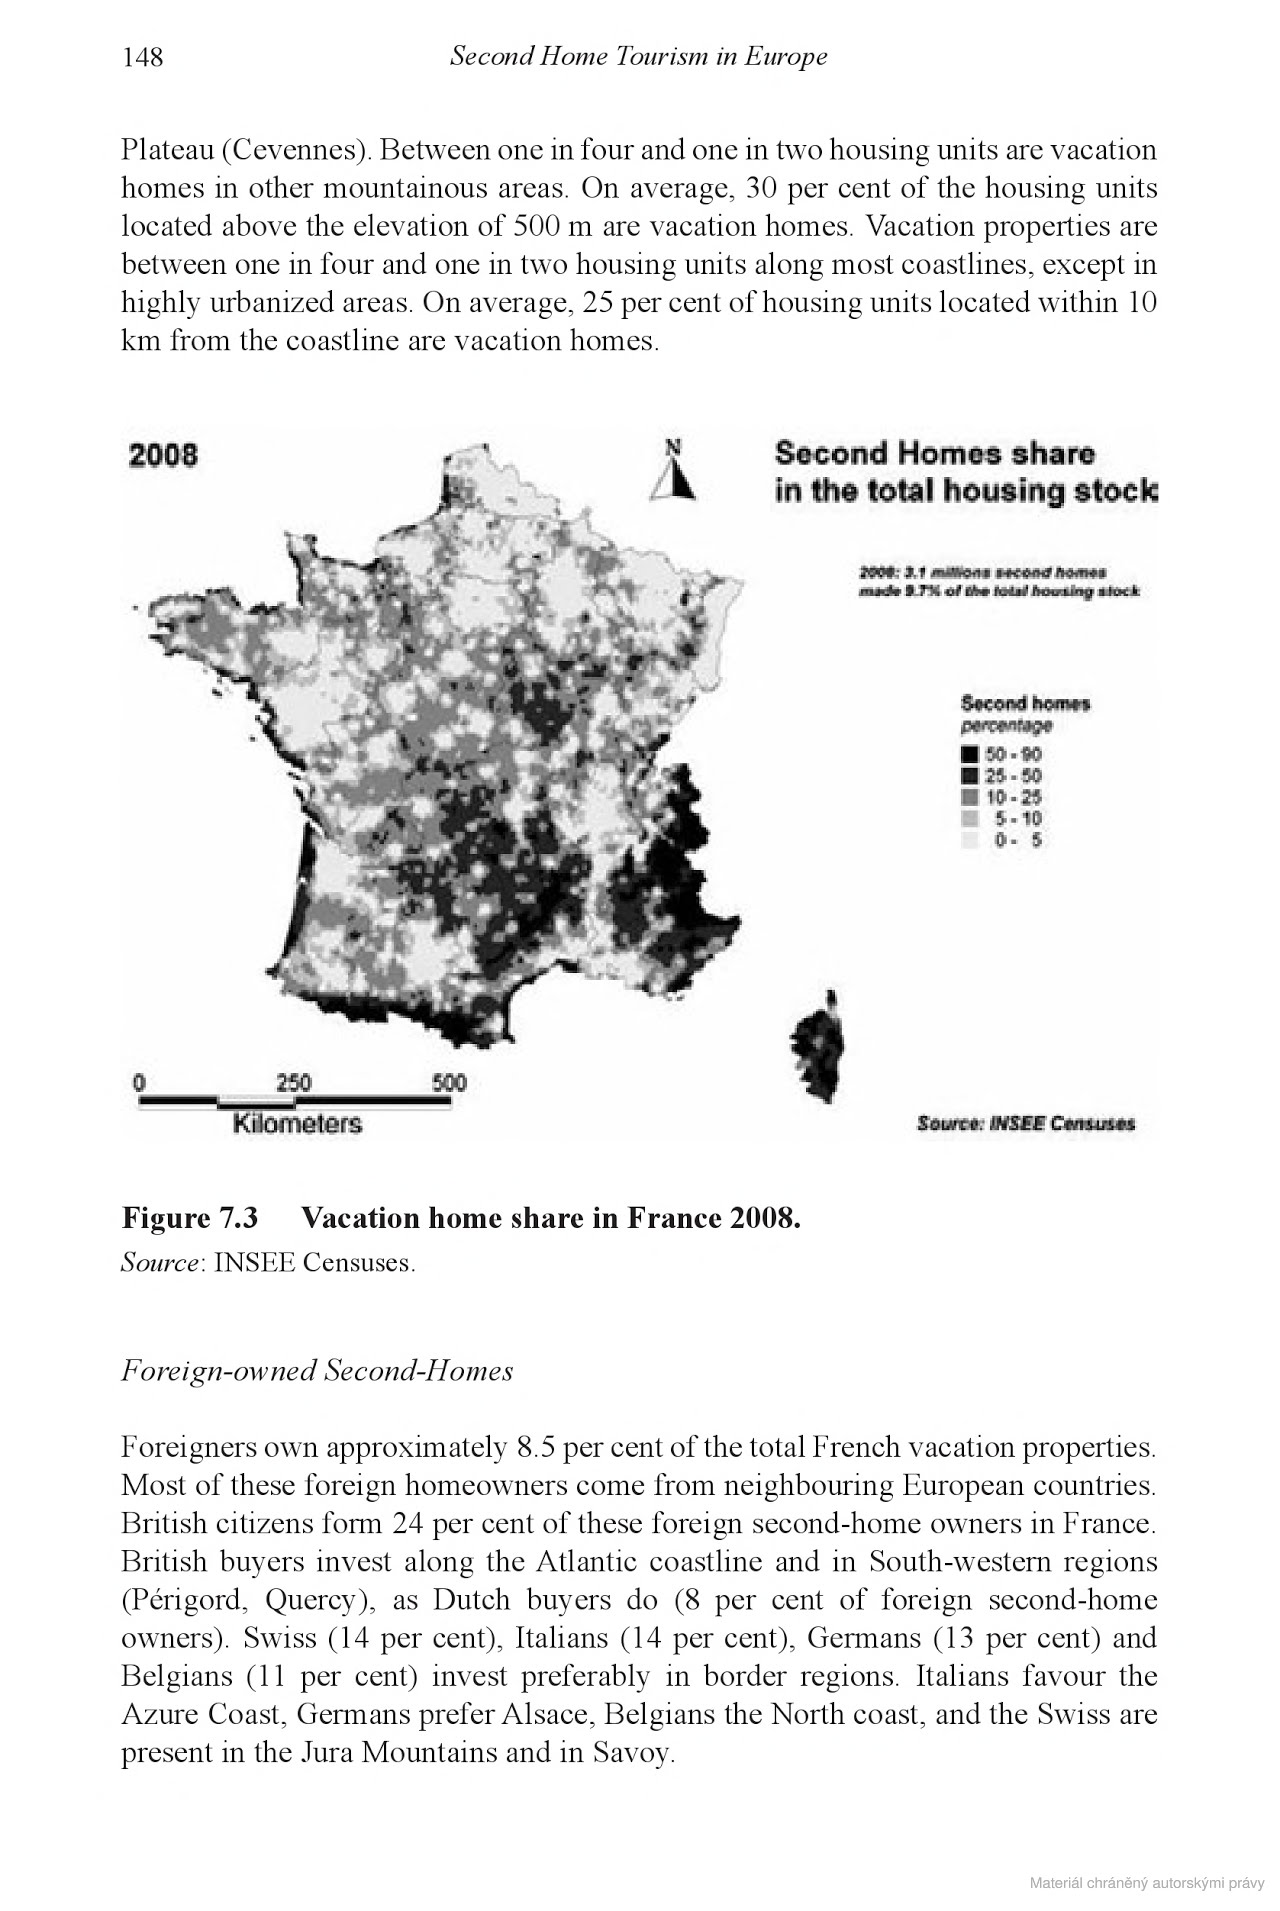 148
Second Home Tourism in Europe
Plateau (Cevennes). Between one in four and one in two housing units are vacation
homes in other mountainous areas. On average, 30 per cent of the housing units
located above the elevation of 500 m are vacation homes. Vacation properties are
between one in four and one in two housing units along most coastlines, except in
highly urbanized areas. On average, 25 per cent of housing units located within 10
km from the coastline are vacation homes.
2008
N
Second Homes share
in the total housing stock
2008: 3.1 millions second homes
made 9.7% of the total housing stock
Second homes
percentage
50 - 90
25 - 50
10 - 25
5 - 10
0 - 5
0 250 500
Kilometers
Source: INSEE Censuses
Figure 7.3 Vacation home share in France 2008.
Source: INSEE Censuses.
Foreign-owned Second-Homes
Foreigners own approximately 8.5 per cent of the total French vacation properties.
Most of these foreign homeowners come from neighbouring European countries.
British citizens form 24 per cent of these foreign second-home owners in France.
British buyers invest along the Atlantic coastline and in South-western regions
(Périgord, Quercy), as Dutch buyers do (8 per cent of foreign second-home
owners). Swiss (14 per cent), Italians (14 per cent), Germans (13 per cent) and
Belgians (11 per cent) invest preferably in border regions. Italians favour the
Azure Coast, Germans prefer Alsace, Belgians the North coast, and the Swiss are
present in the Jura Mountains and in Savoy.
Materiál chráněný autorskými právy